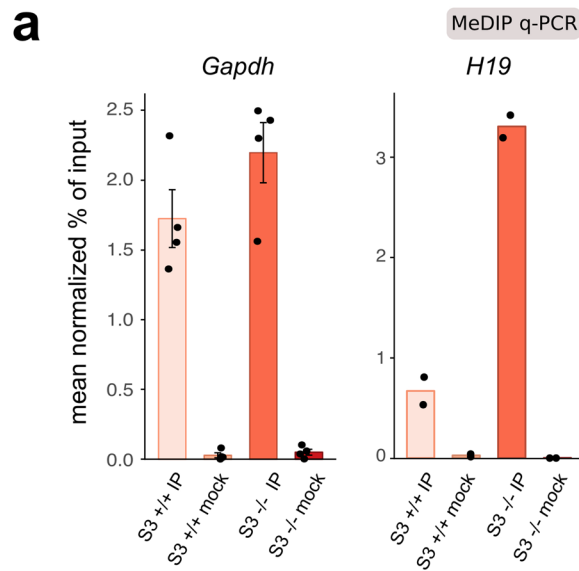 a
MeDIP q-PCR
Gapdh
H19
mean normalized % of input
2.5
2.0
1.5
1.0
0.5
0.0
3
2
1
0
S3 +/+ IP
S3 +/+ mock
S3 -/- IP
S3 -/- mock
S3 +/+ IP
S3 +/+ mock
S3 -/- IP
S3 -/- mock